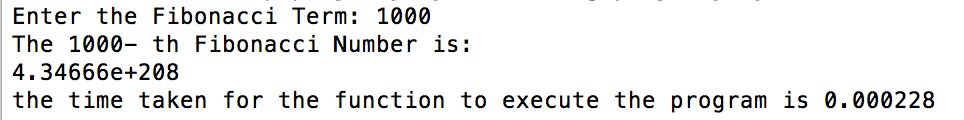 Enter the Fibonacci Term: 1000
The 1000- th Fibonacci Number is:
4.34666e+208
the time taken for the function to execute the program is 0.000228